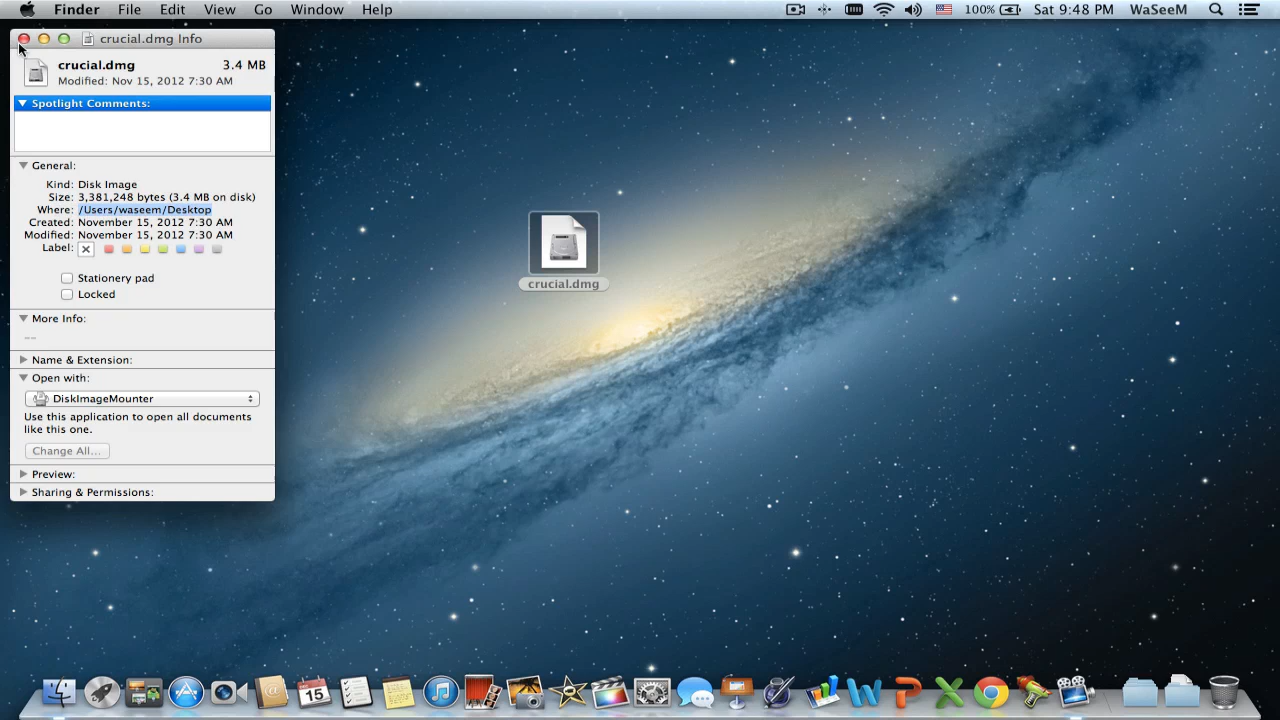 Finder File Edit View Go Window Help 100% Sat 9:48 PM WaSeeM
crucial.dmg Info
crucial.dmg 3.4 MB
Modified: Nov 15, 2012 7:30 AM
Spotlight Comments:
General:
Kind: Disk Image
Size: 3,381,248 bytes (3.4 MB on disk)
Where: /Users/waseem/Desktop
Created: November 15, 2012 7:30 AM
Modified: November 15, 2012 7:30 AM
Label:
Stationery pad
Locked
More Info:
--
Name & Extension:
Open with:
DiskImageMounter
Use this application to open all documents
like this one.
Change All...
Preview:
Sharing & Permissions:
crucial.dmg
15